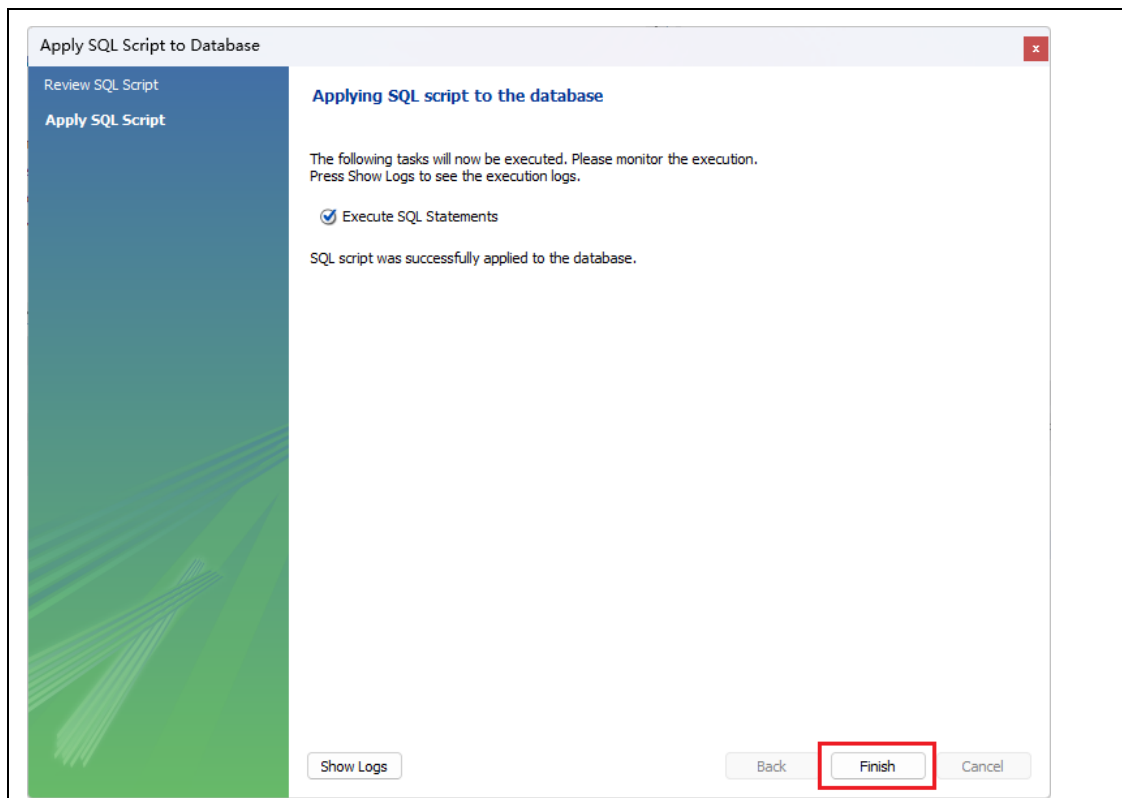 Apply SQL Script to Database
x
Review SQL Script
Apply SQL Script
Applying SQL script to the database
The following tasks will now be executed. Please monitor the execution.
Press Show Logs to see the execution logs.
Execute SQL Statements
SQL script was successfully applied to the database.
Show Logs
Back
Finish
Cancel